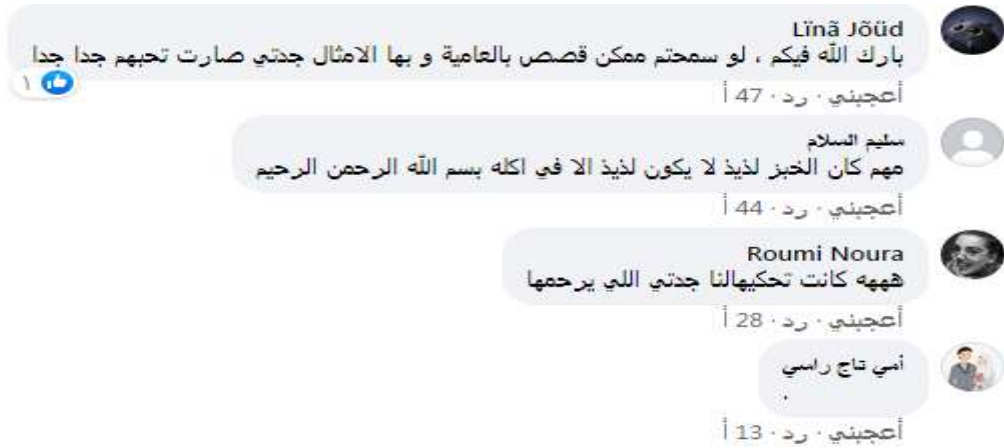 Lïnã Jõüd
بارك الله فيكم ، لو سمحتم ممكن قصص بالعامية و بها الامثال جدتي صارت تحبهم جدا جدا
١
أعجبني · رد · 47 أ
سليم السلام
مهم كان الخبز لذيذ لا يكون لذيذ الا في اكله بسم الله الرحمن الرحيم
أعجبني · رد · 44 أ
Roumi Noura
هههه كانت تحكيهالنا جدتي اللي يرحمها
أعجبني · رد · 28 أ
أمي تاج راسي
.
أعجبني · رد · 13 أ